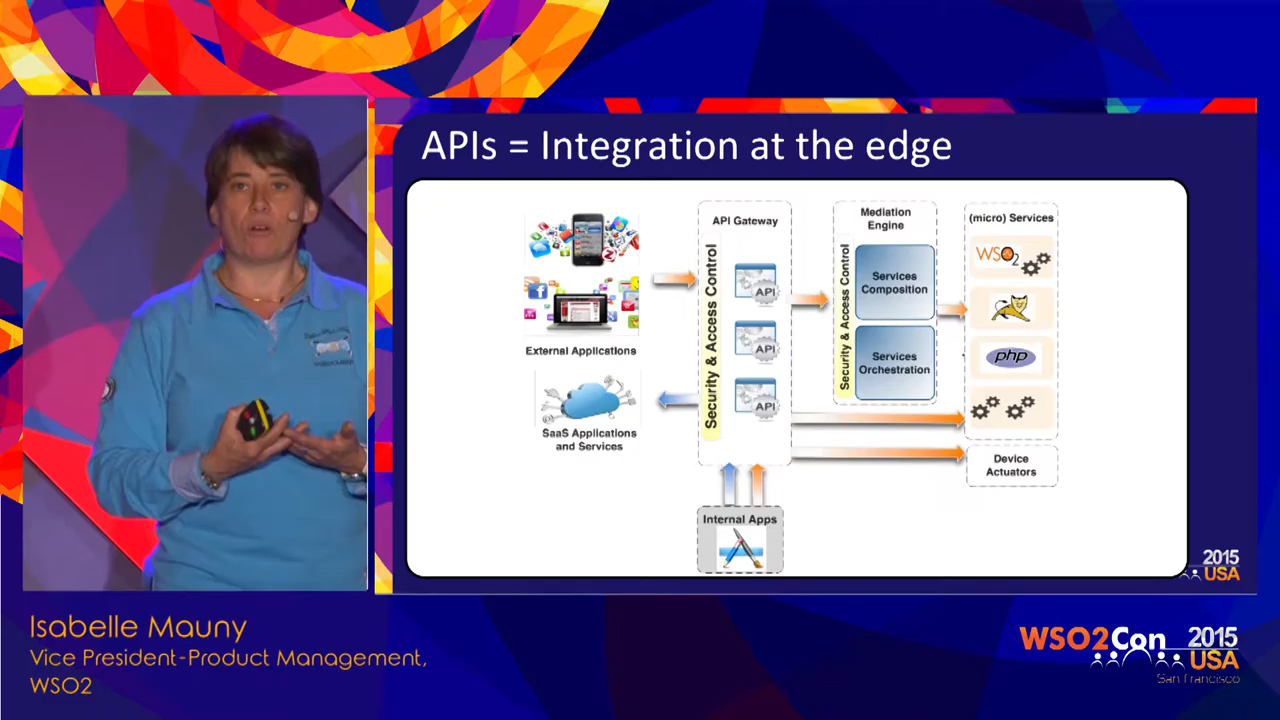 APIs = Integration at the edge
API Gateway
Security & Access Control
API
API
API
External Applications
SaaS Applications
and Services
Internal Apps
Mediation
Engine
Security & Access Control
Services
Composition
Services
Orchestration
(micro) Services
WSO2
php
Device
Actuators
2015
USA
Isabelle Mauny
Vice President-Product Management,
WSO2
WSO2Con 2015
USA
San Francisco